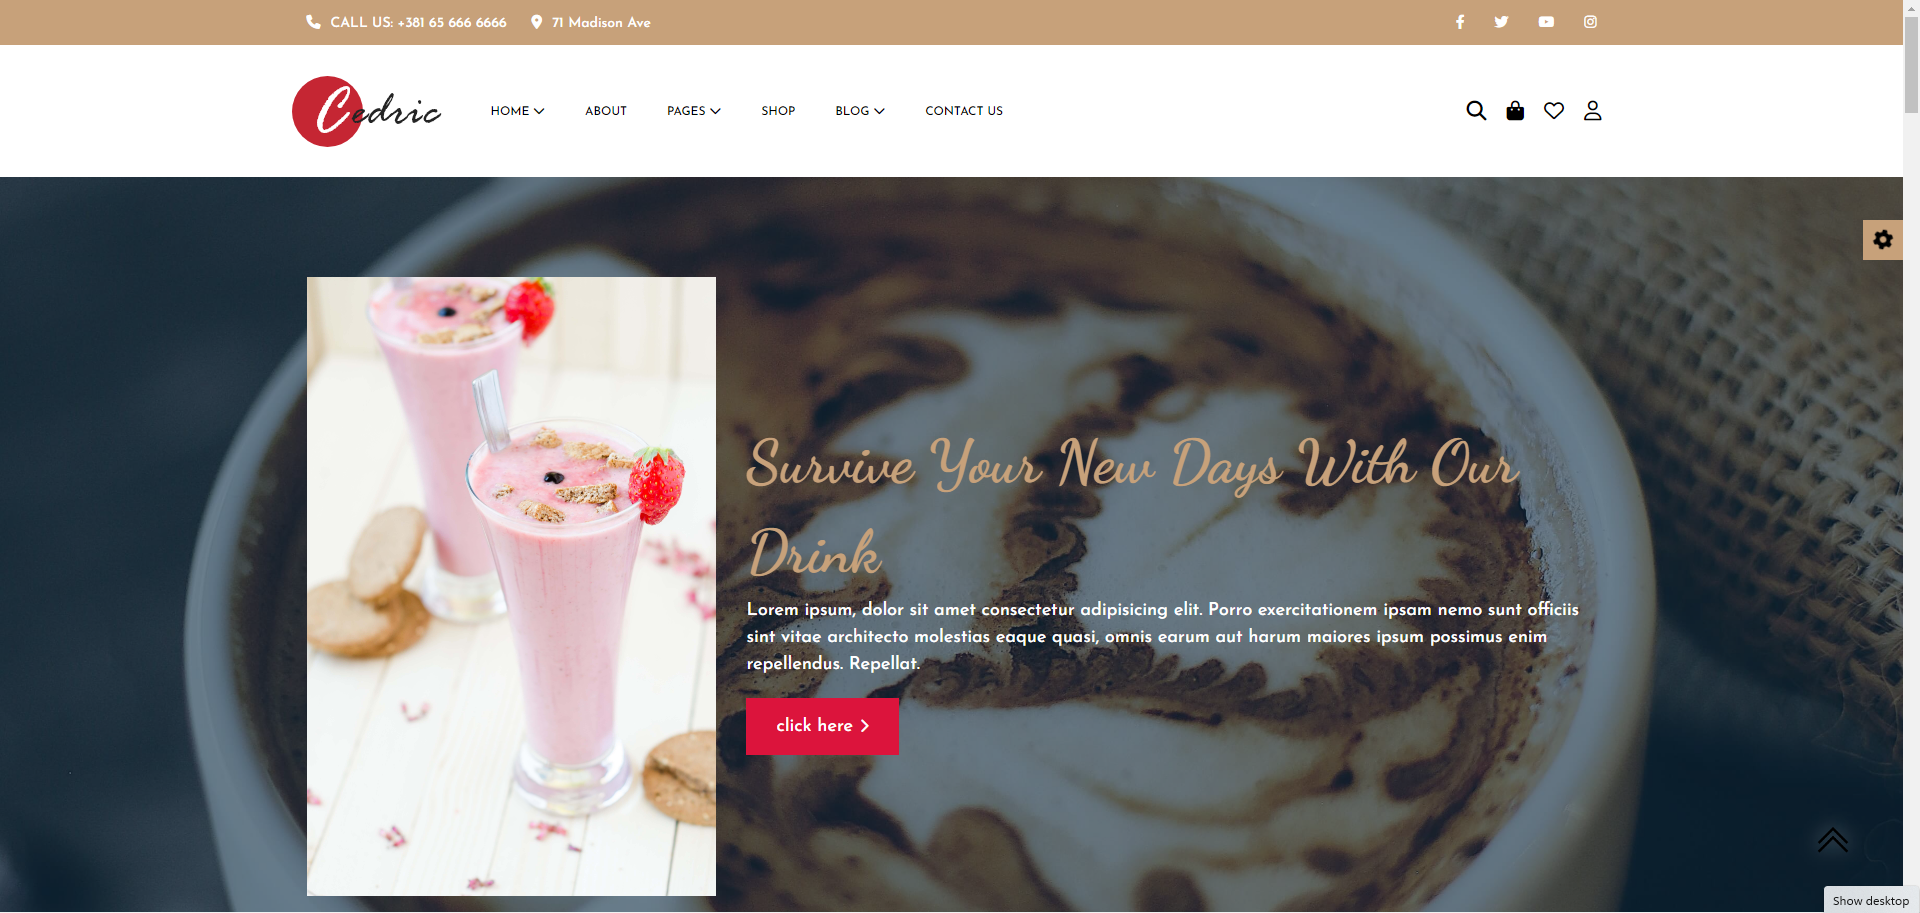 CALL US: +381 65 666 6666
71 Madison Ave
Cedric
HOME
ABOUT
PAGES
SHOP
BLOG
CONTACT US
Survive Your New Days With Our
Drink
Lorem ipsum, dolor sit amet consectetur adipisicing elit. Porro exercitationem ipsam nemo sunt officiis
sint vitae architecto molestias eaque quasi, omnis earum aut harum maiores ipsum possimus enim
repellendus. Repellat.
click here
Show desktop